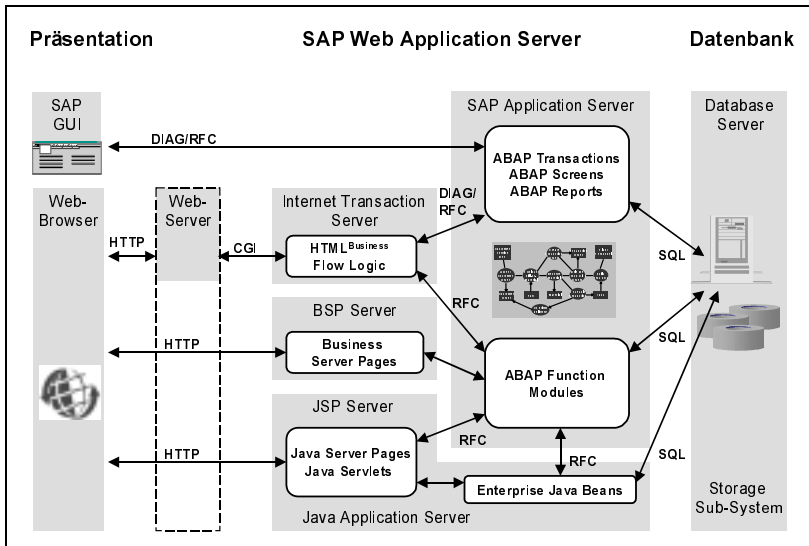 Präsentation
SAP Web Application Server
Datenbank
SAP
GUI
DIAG/RFC
SAP Application Server
ABAP Transactions
ABAP Screens
ABAP Reports
Database
Server
Web-
Browser
Web-
Server
Internet Transaction
Server
DIAG/
RFC
HTTP
CGI
HTMLBusiness
Flow Logic
SQL
RFC
BSP Server
HTTP
Business
Server Pages
SQL
ABAP Function
Modules
JSP Server
RFC
HTTP
Java Server Pages
Java Servlets
RFC
SQL
Enterprise Java Beans
Java Application Server
Storage
Sub-System